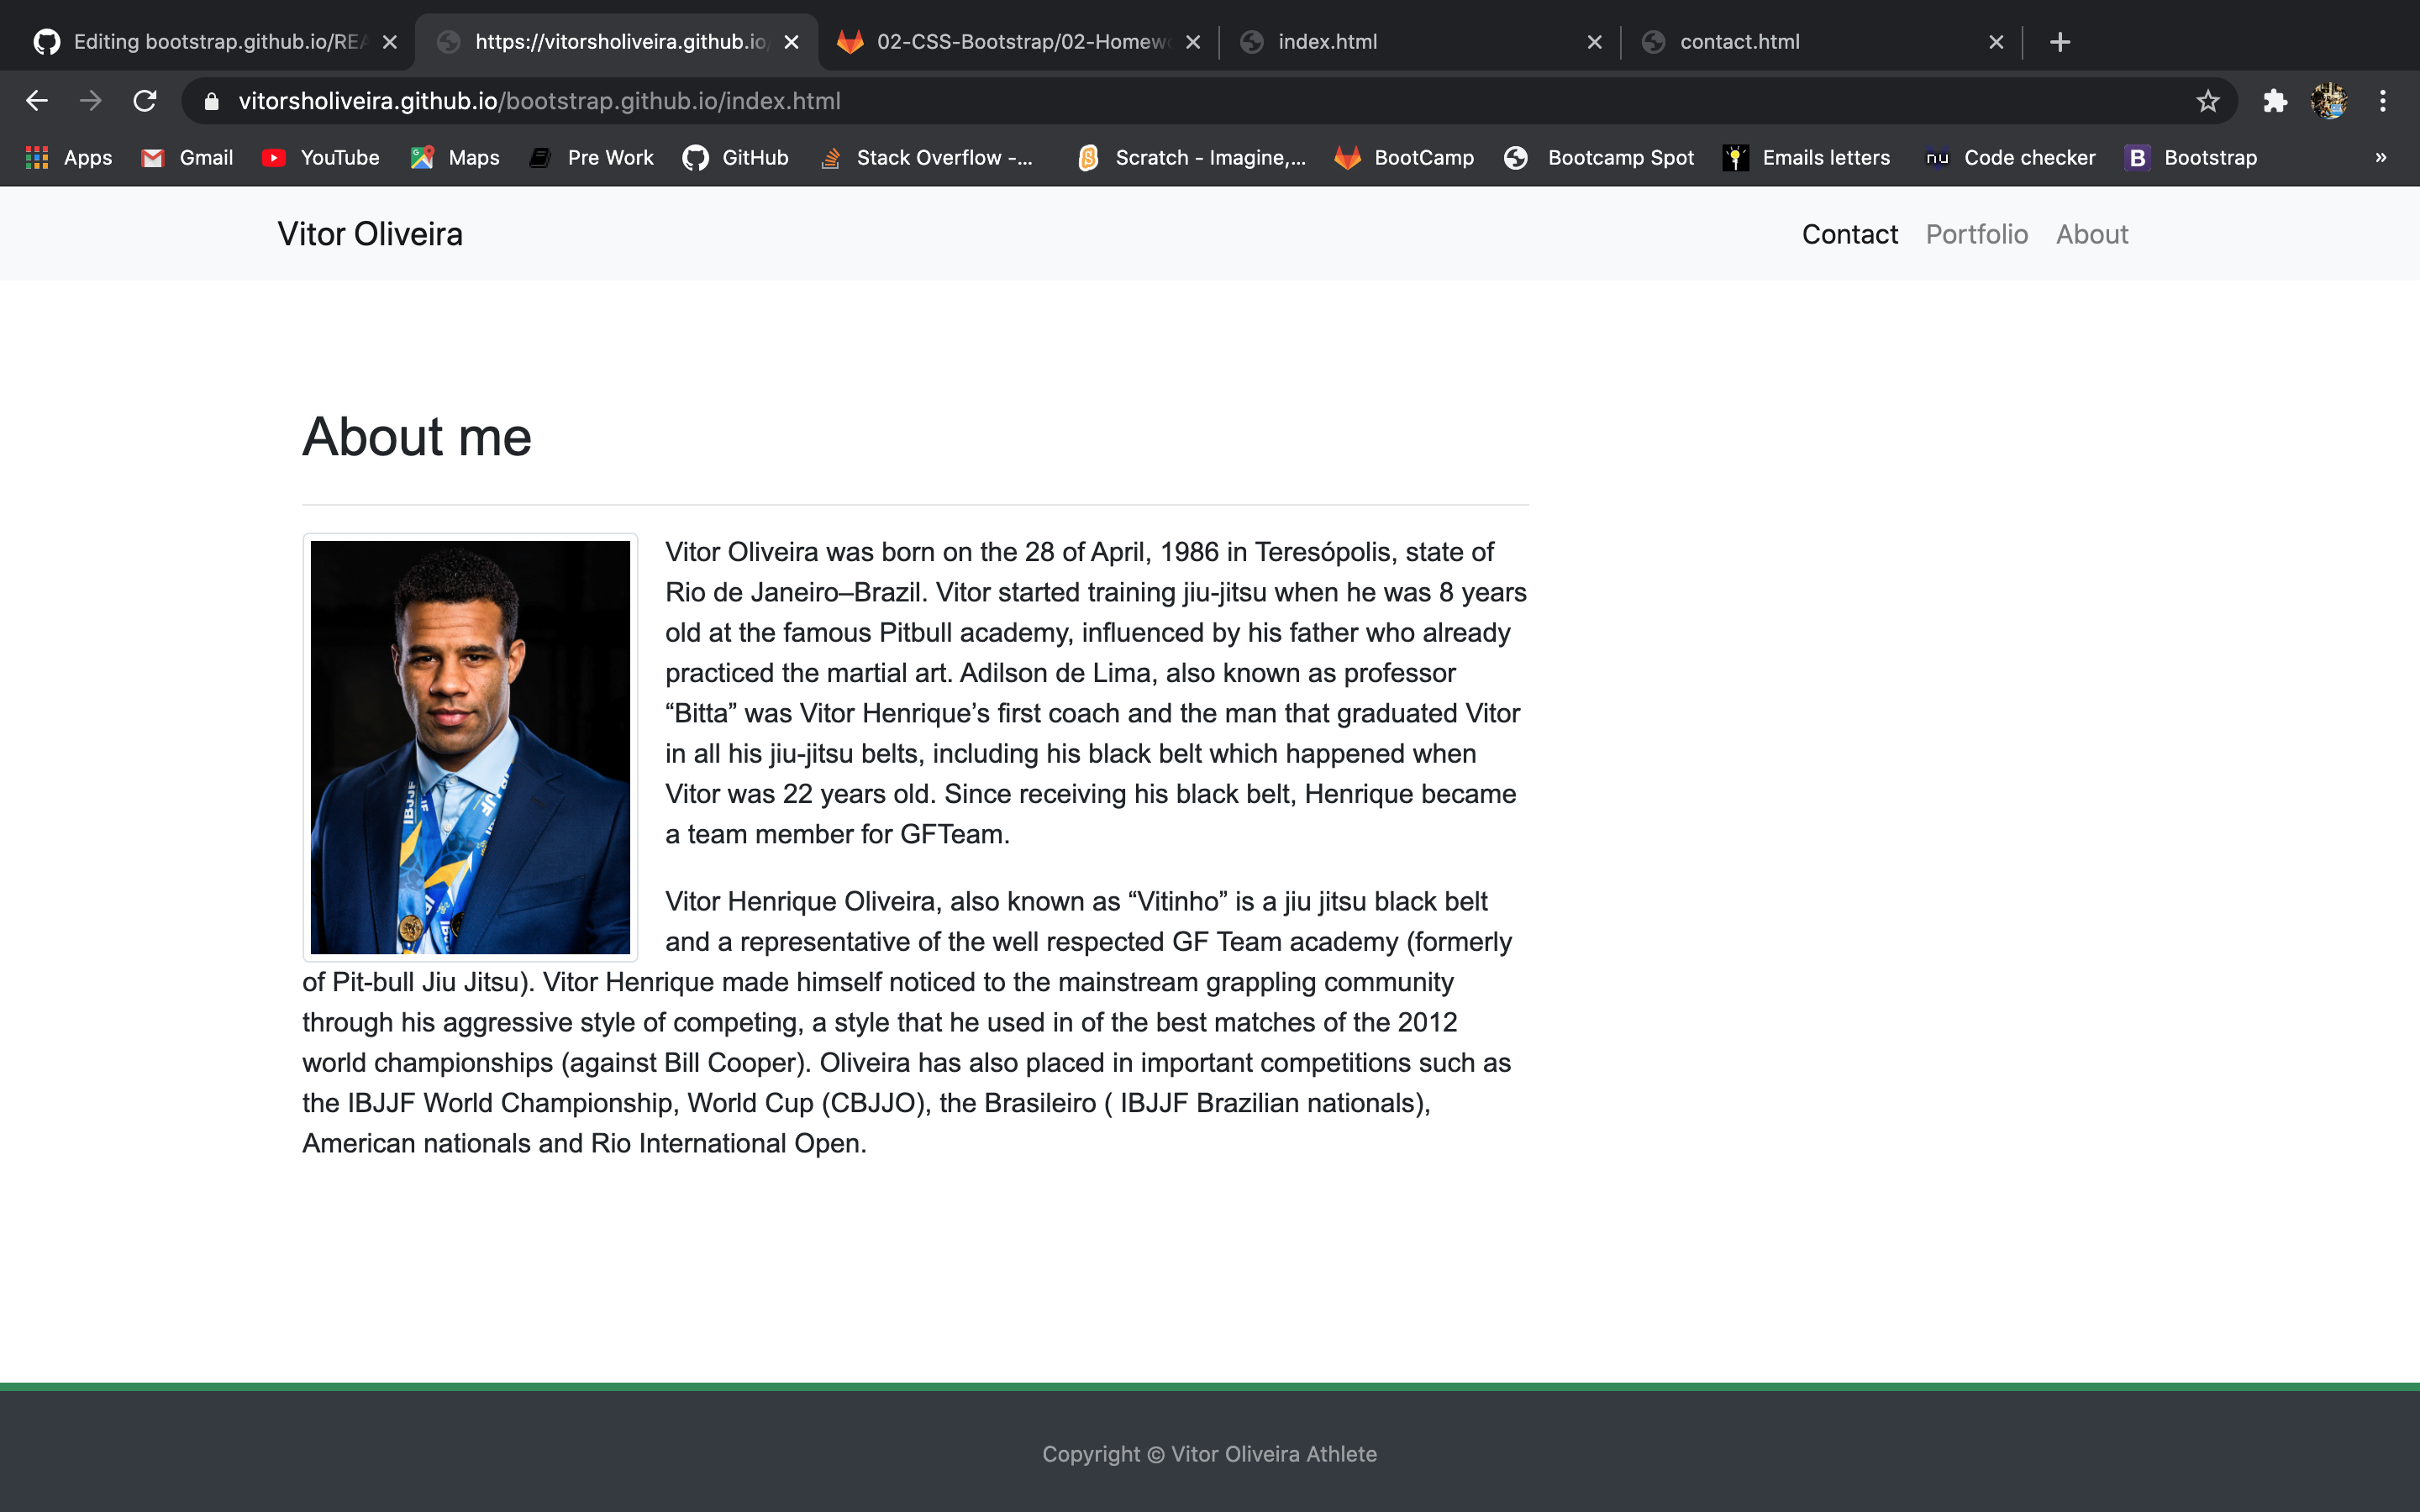 Editing bootstrap.github.io/REA
https://vitorsholiveira.github.io/
02-CSS-Bootstrap/02-Homew
index.html
contact.html
vitorsholiveira.github.io/bootstrap.github.io/index.html
Apps Gmail YouTube Maps Pre Work GitHub Stack Overflow -... Scratch - Imagine,... BootCamp Bootcamp Spot nu Emails letters Code checker B Bootstrap »
Vitor Oliveira
Contact Portfolio About
About me
Vitor Oliveira was born on the 28 of April, 1986 in Teresópolis, state of
Rio de Janeiro–Brazil. Vitor started training jiu-jitsu when he was 8 years
old at the famous Pitbull academy, influenced by his father who already
practiced the martial art. Adilson de Lima, also known as professor
“Bitta” was Vitor Henrique’s first coach and the man that graduated Vitor
in all his jiu-jitsu belts, including his black belt which happened when
Vitor was 22 years old. Since receiving his black belt, Henrique became
a team member for GFTeam.
Vitor Henrique Oliveira, also known as “Vitinho” is a jiu jitsu black belt
and a representative of the well respected GF Team academy (formerly
of Pit-bull Jiu Jitsu). Vitor Henrique made himself noticed to the mainstream grappling community
through his aggressive style of competing, a style that he used in of the best matches of the 2012
world championships (against Bill Cooper). Oliveira has also placed in important competitions such as
the IBJJF World Championship, World Cup (CBJJO), the Brasileiro ( IBJJF Brazilian nationals),
American nationals and Rio International Open.
IBJJF
Copyright © Vitor Oliveira Athlete